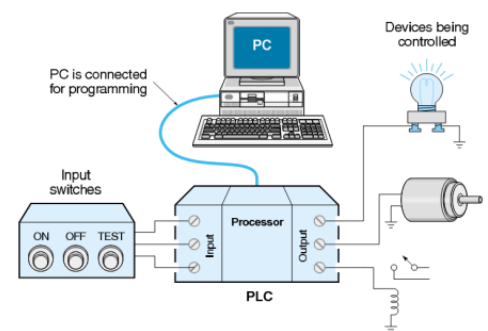 Devices being
controlled
PC
PC is connected
for programming
Input
switches
ON OFF TEST
Input
Processor
Output
PLC